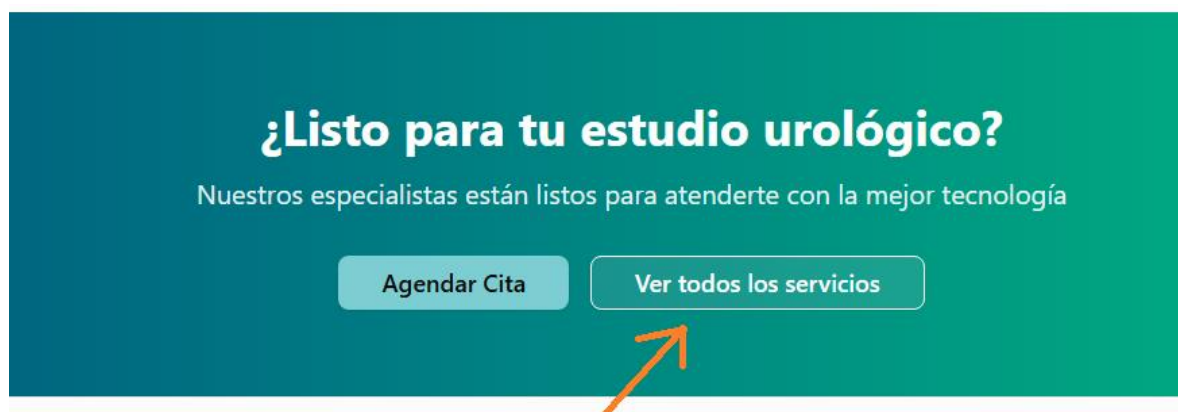 ¿Listo para tu estudio urológico?
Nuestros especialistas están listos para atenderte con la mejor tecnología
Agendar Cita
Ver todos los servicios